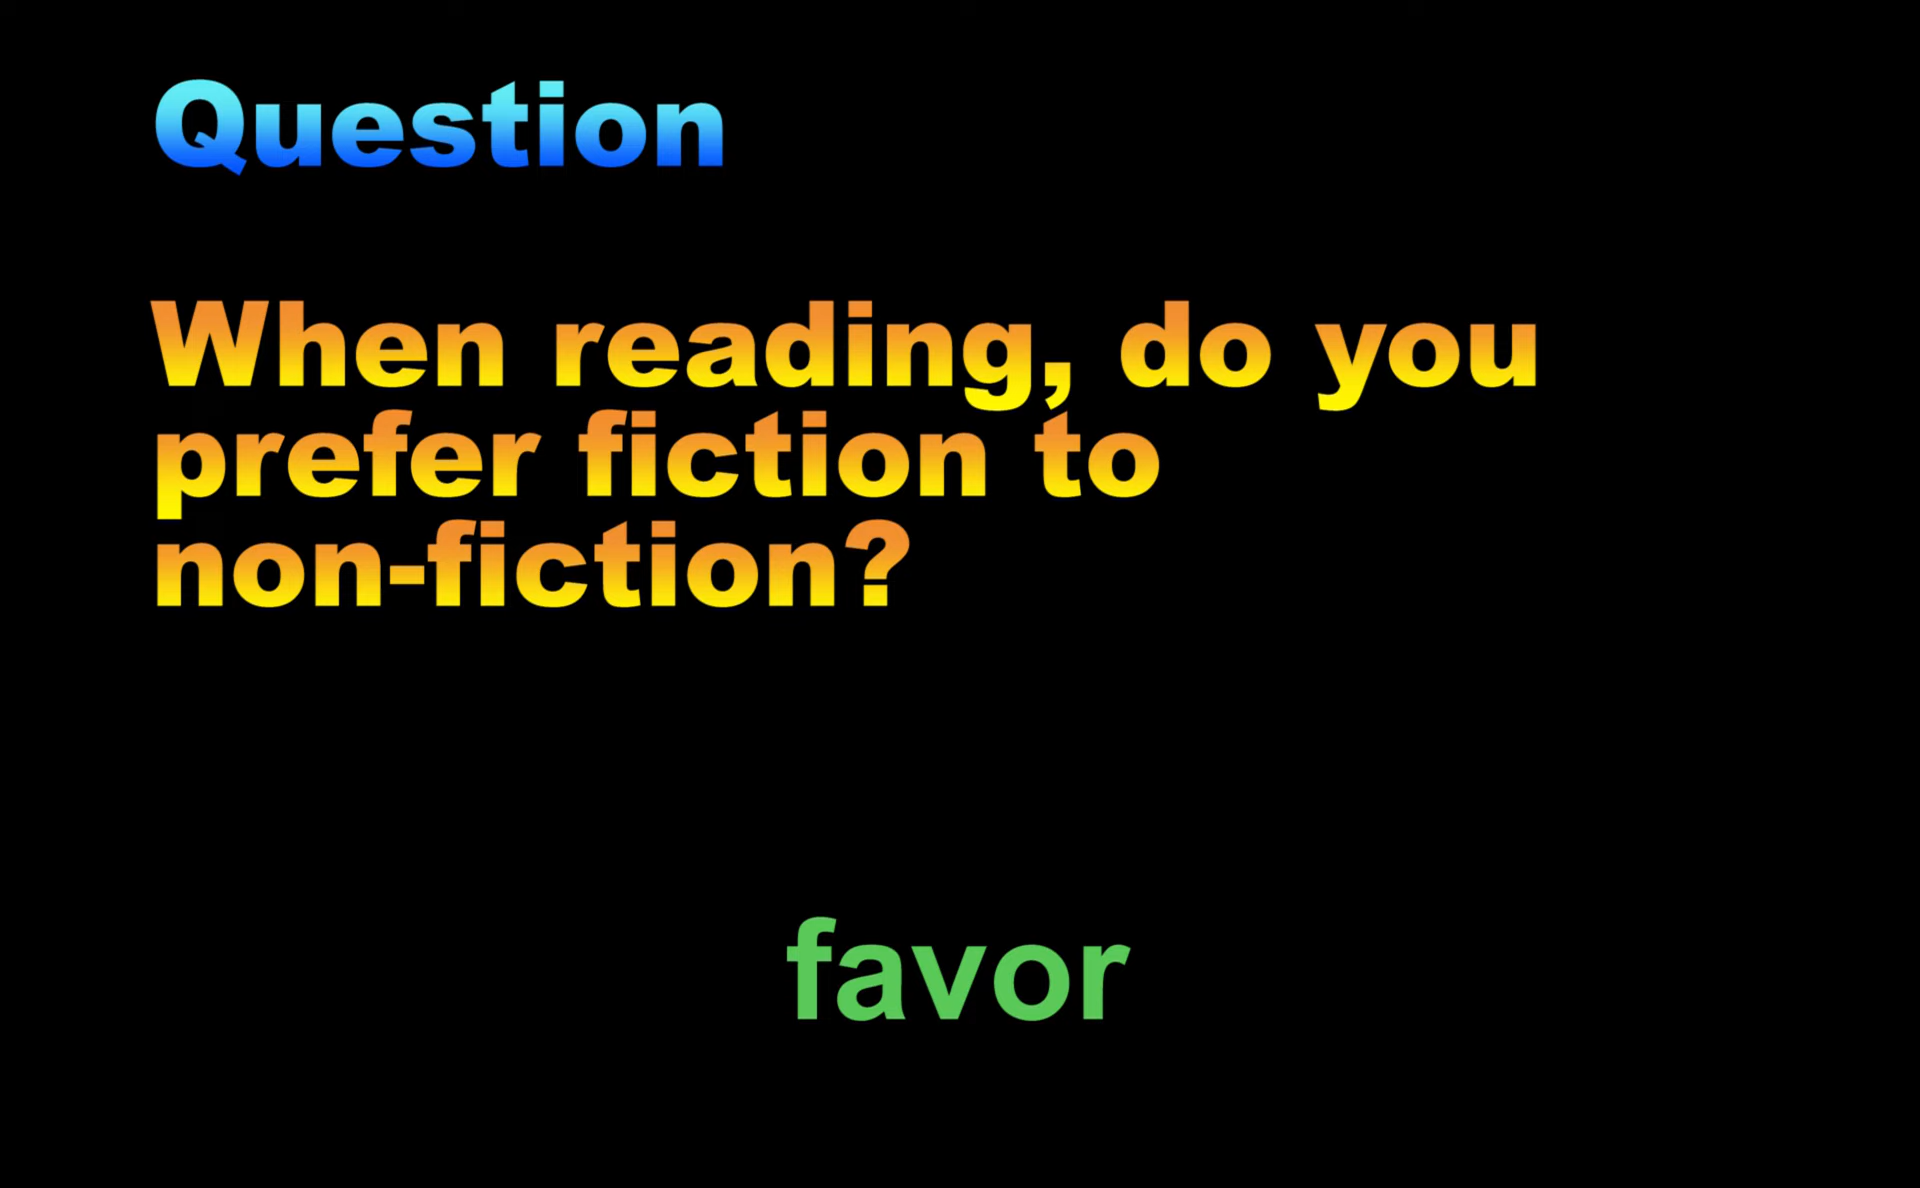 Question
When reading, do you
prefer fiction to
non-fiction?
favor